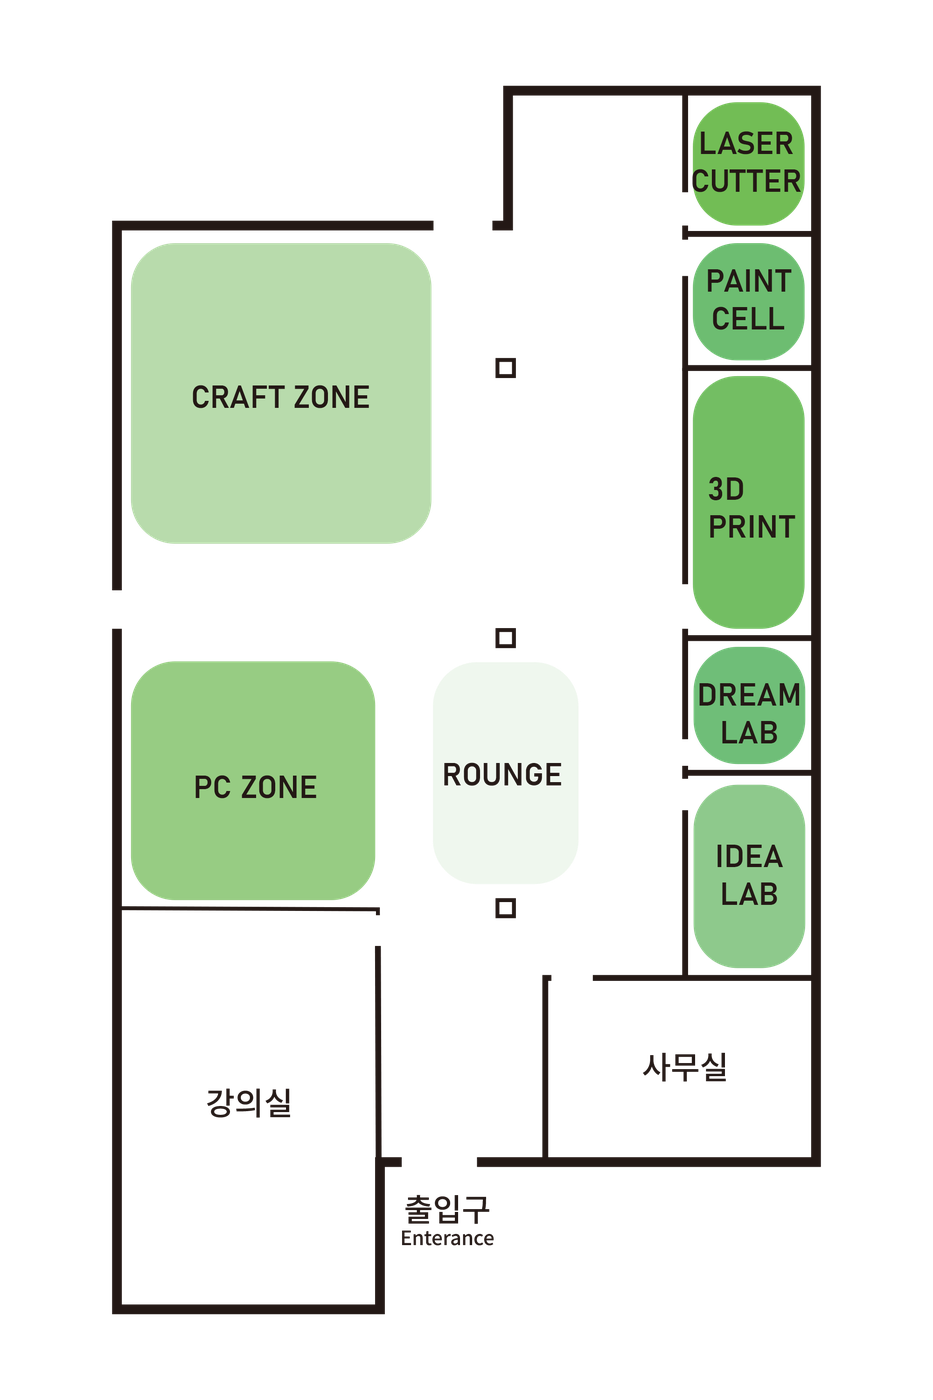 LASER
CUTTER
PAINT
CELL
CRAFT ZONE
3D
PRINT
DREAM
LAB
PC ZONE
ROUNGE
IDEA
LAB
강의실
사무실
출입구
Enterance